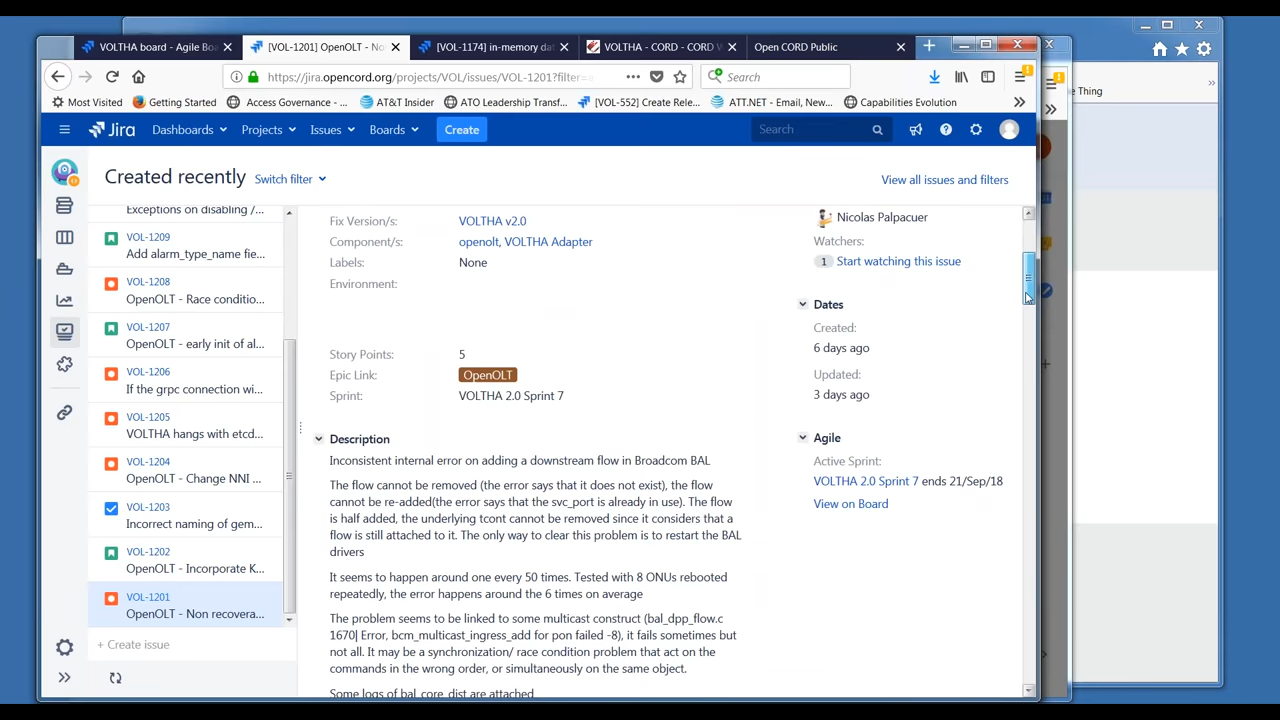 VOLTHA board - Agile Boa
[VOL-1201] OpenOLT - No
[VOL-1174] in-memory da
VOLTHA - CORD - CORD W
Open CORD Public
https://jira.opencord.org/projects/VOL/issues/VOL-1201?filter=a
Search
Most Visited
Getting Started
Access Governance - ...
AT&T Insider
ATO Leadership Transf...
[VOL-552] Create Rele...
ATT.NET - Email, New...
Capabilities Evolution
e Thing
Jira
Dashboards
Projects
Issues
Boards
Create
Search
Created recently
Switch filter
View all issues and filters
Exceptions on disabling /...
VOL-1209
Add alarm_type_name fie...
VOL-1208
OpenOLT - Race conditio...
VOL-1207
OpenOLT - early init of al...
VOL-1206
If the grpc connection wi...
VOL-1205
VOLTHA hangs with etcd...
VOL-1204
OpenOLT - Change NNI ...
VOL-1203
Incorrect naming of gem...
VOL-1202
OpenOLT - Incorporate K...
VOL-1201
OpenOLT - Non recovera...
+ Create issue
Fix Version/s: VOLTHA v2.0
Component/s: openolt, VOLTHA Adapter
Labels: None
Environment:
Story Points: 5
Epic Link: OpenOLT
Sprint: VOLTHA 2.0 Sprint 7
Description
Inconsistent internal error on adding a downstream flow in Broadcom BAL
The flow cannot be removed (the error says that it does not exist), the flow
cannot be re-added(the error says that the svc_port is already in use). The flow
is half added, the underlying tcont cannot be removed since it considers that a
flow is still attached to it. The only way to clear this problem is to restart the BAL
drivers
It seems to happen around one every 50 times. Tested with 8 ONUs rebooted
repeatedly, the error happens around the 6 times on average
The problem seems to be linked to some multicast construct (bal_dpp_flow.c
1670| Error, bcm_multicast_ingress_add for pon failed -8), it fails sometimes but
not all. It may be a synchronization/ race condition problem that act on the
commands in the wrong order, or simultaneously on the same object.
Some logs of bal_core_dist are attached
Nicolas Palpacuer
Watchers:
1 Start watching this issue
Dates
Created:
6 days ago
Updated:
3 days ago
Agile
Active Sprint:
VOLTHA 2.0 Sprint 7 ends 21/Sep/18
View on Board